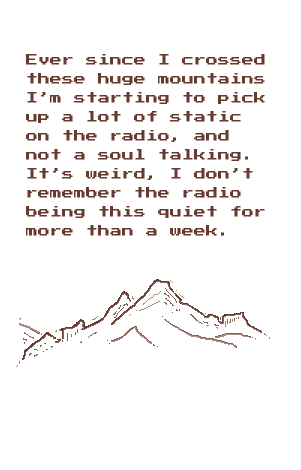 Ever since I crossed
these huge mountains
I'm starting to pick
up a lot of static
on the radio, and
not a soul talking.
It's weird, I don't
remember the radio
being this quiet for
more than a week.